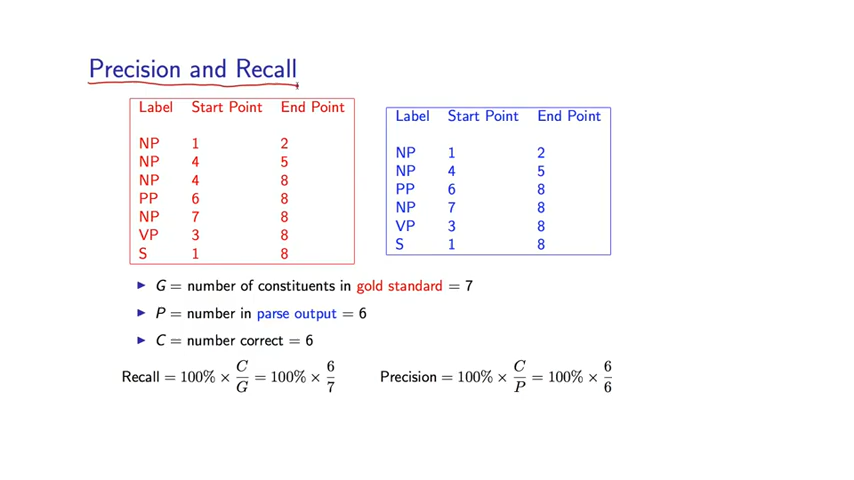 Precision and Recall
Label Start Point End Point
NP 1 2
NP 4 5
NP 4 8
PP 6 8
NP 7 8
VP 3 8
S 1 8
Label Start Point End Point
NP 1 2
NP 4 5
PP 6 8
NP 7 8
VP 3 8
S 1 8
G = number of constituents in gold standard = 7
P = number in parse output = 6
C = number correct = 6
Recall = 100% × C/G = 100% × 6/7
Precision = 100% × C/P = 100% × 6/6